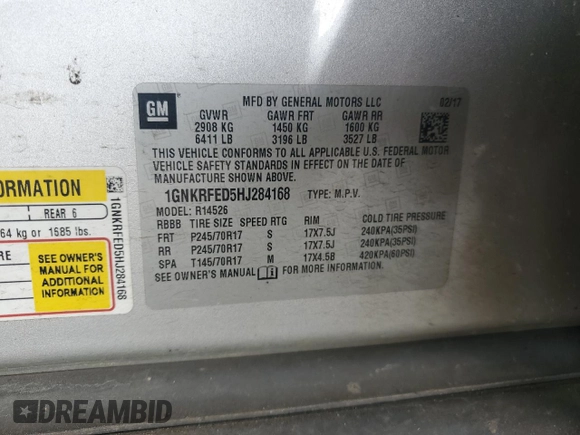 GM
MFD BY GENERAL MOTORS LLC 02/17
GVWR GAWR FRT GAWR RR
2908 KG 1450 KG 1600 KG
6411 LB 3196 LB 3527 LB
THIS VEHICLE CONFORMS TO ALL APPLICABLE U.S. FEDERAL MOTOR
VEHICLE SAFETY STANDARDS IN EFFECT ON THE DATE OF
MANUFACTURE SHOWN ABOVE.
1GNKRFED5HJ284168 TYPE: M.P.V.
MODEL: R14526
RBBB TIRE SIZE SPEED RTG RIM COLD TIRE PRESSURE
FRT P245/70R17 S 17X7.5J 240KPA(35PSI)
RR P245/70R17 S 17X7.5J 240KPA(35PSI)
SPA T145/70R17 M 17X4.5B 420KPA(60PSI)
SEE OWNER'S MANUAL FOR MORE INFORMATION
FORMATION
REAR 6
64 kg or 1685 lbs.
RE
SEE OWNER'S
MANUAL FOR
ADDITIONAL
INFORMATION
1GNKRFED5HJ284168
DREAMBID